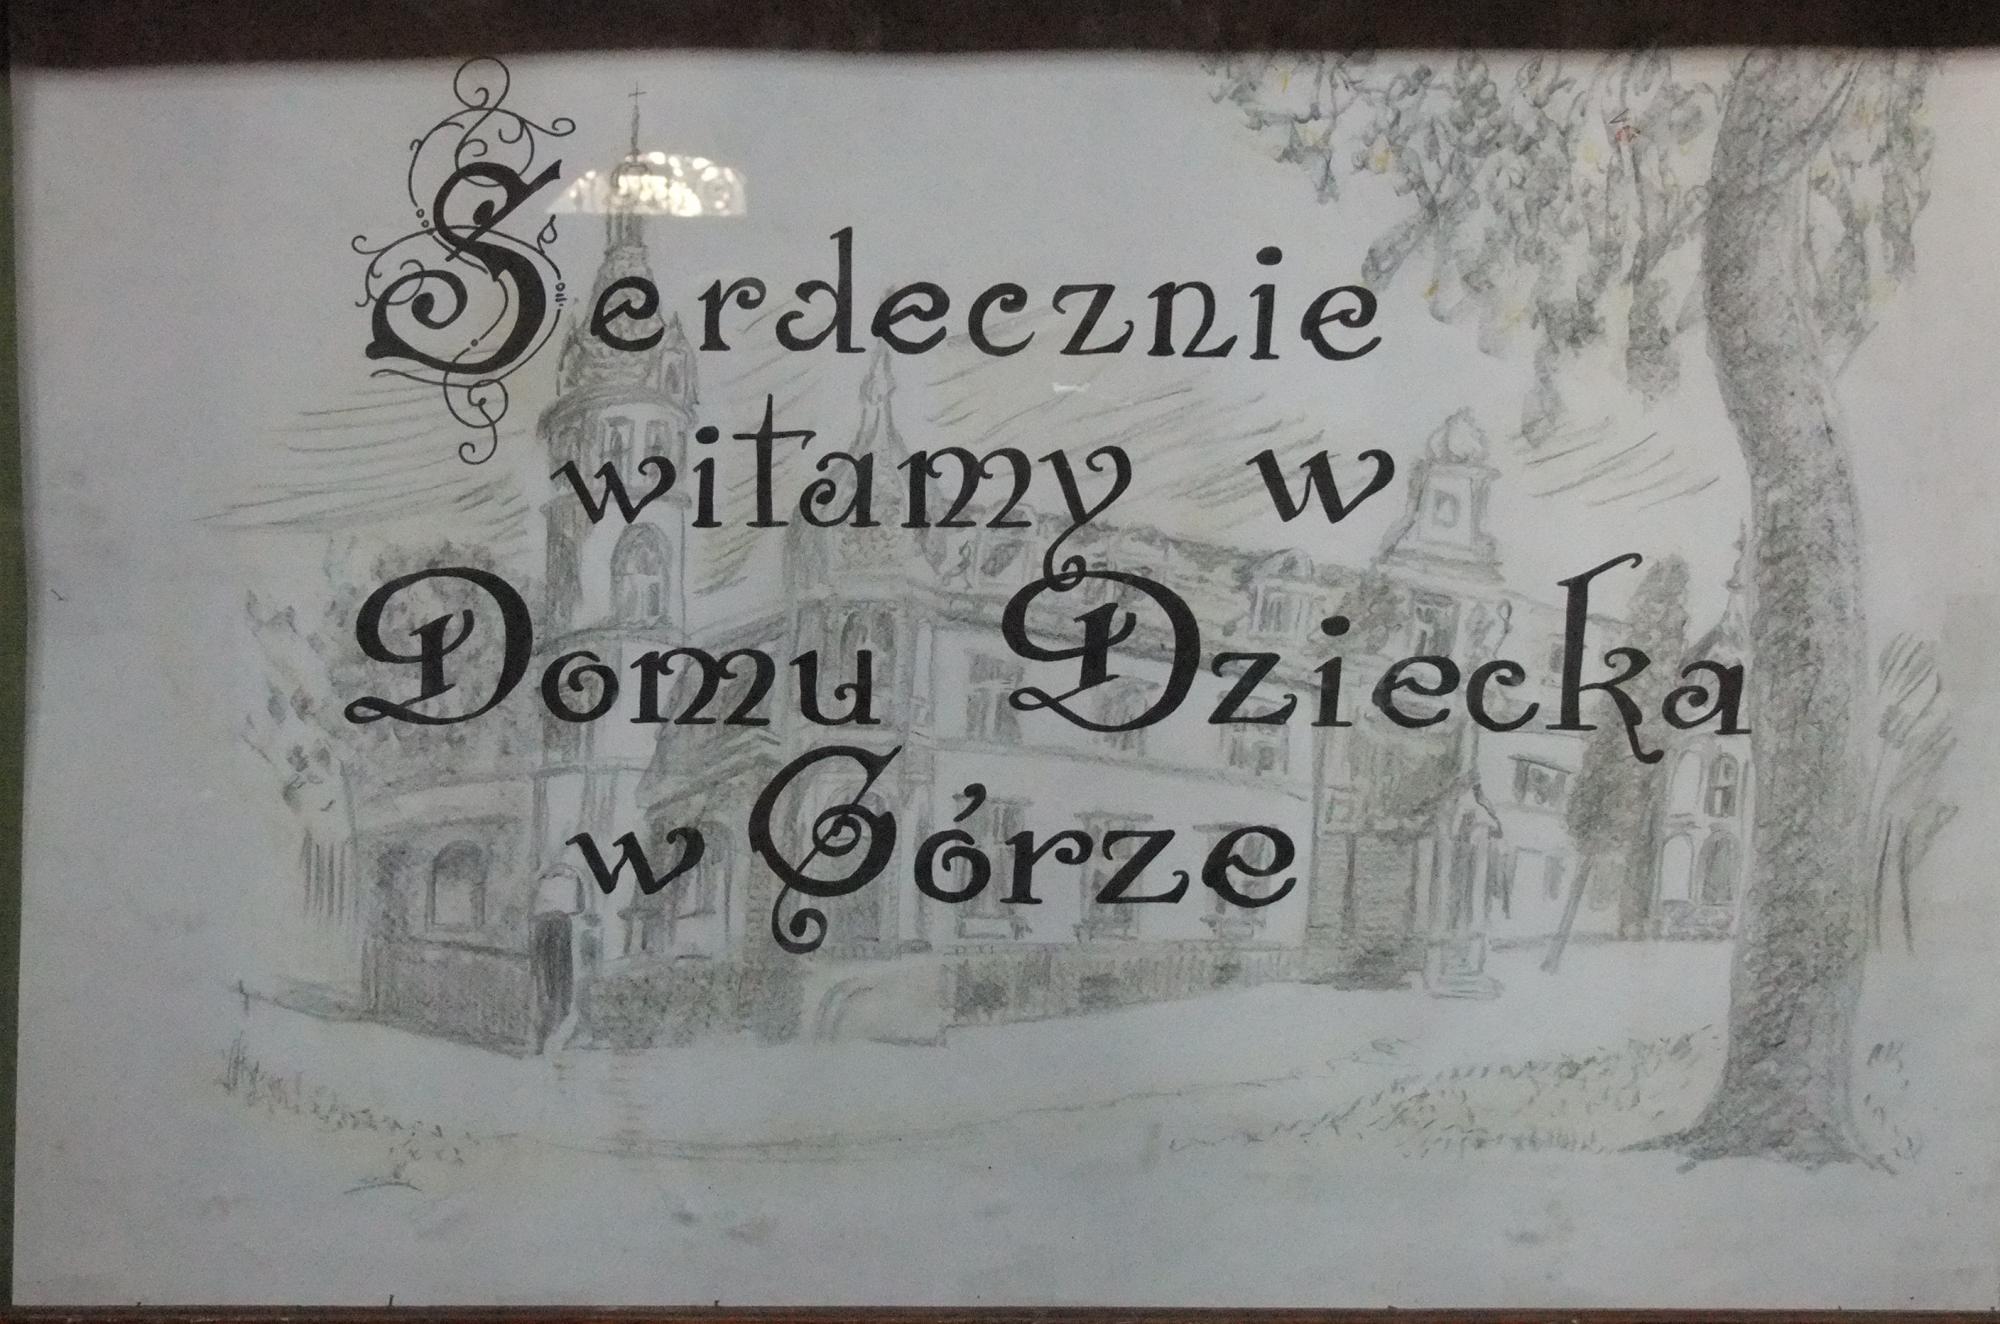 Serdecznie
witamy w
Domu Dziecka
w Górze